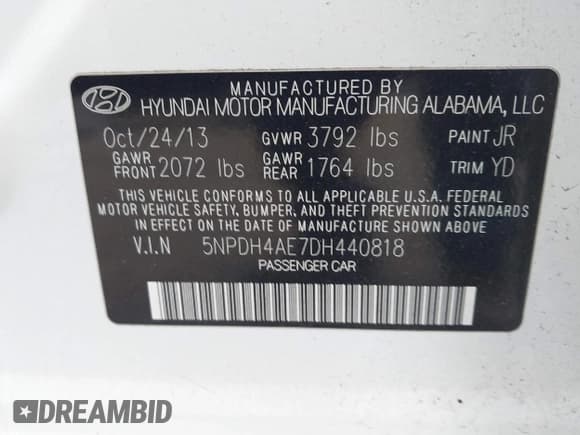 MANUFACTURED BY
HYUNDAI MOTOR MANUFACTURING ALABAMA, LLC
Oct/24/13 GVWR 3792 lbs PAINT JR
GAWR FRONT 2072 lbs GAWR REAR 1764 lbs TRIM YD
THIS VEHICLE CONFORMS TO ALL APPLICABLE U.S.A. FEDERAL
MOTOR VEHICLE SAFETY, BUMPER, AND THEFT PREVENTION
STANDARDS IN EFFECT ON THE DATE OF MANUFACTURE SHOWN ABOVE.
V.I.N 5NPDH4AE7DH440818
PASSENGER CAR
DREAMBID